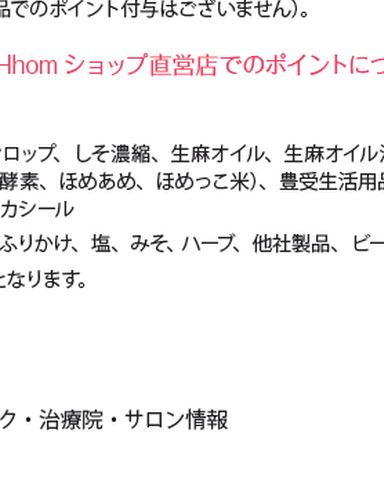 品でのポイント付与はございません）。
Hhom ショップ直営店でのポイントにつ
ロップ、しそ濃縮、生麻オイル、生麻オイル
酵素、ほめあめ、ほめっこ米）、豊受生活用品
カシール
ふりかけ、塩、みそ、ハーブ、他社製品、ビー
となります。
ク・治療院・サロン情報